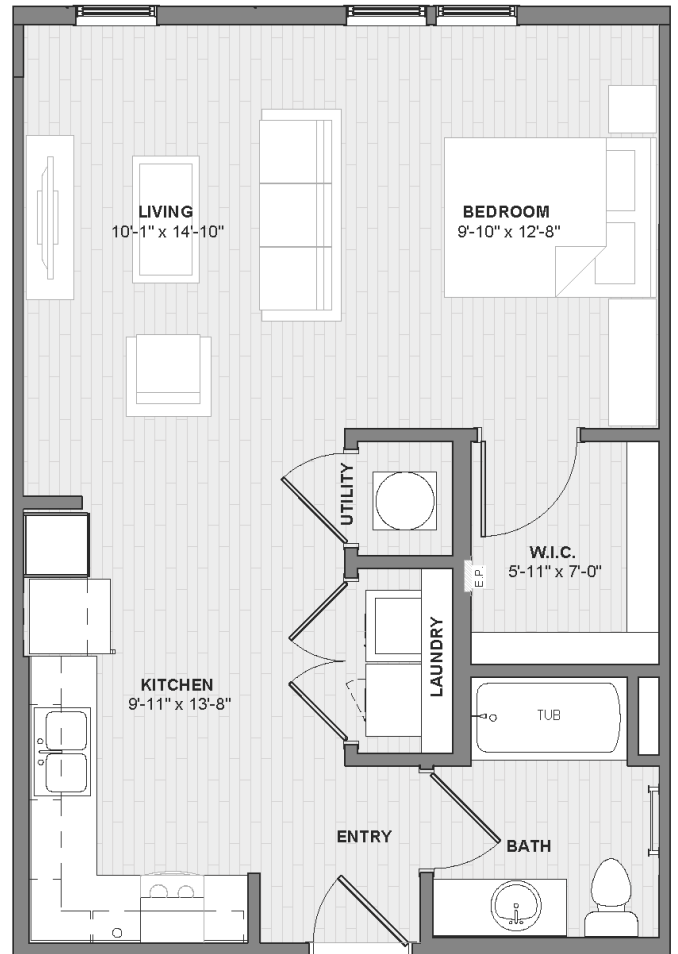 LIVING
10'-1" x 14'-10"
BEDROOM
9'-10" x 12'-8"
UTILITY
W.I.C.
5'-11" x 7'-0"
E.P.
LAUNDRY
KITCHEN
9'-11" x 13'-8"
TUB
ENTRY
BATH